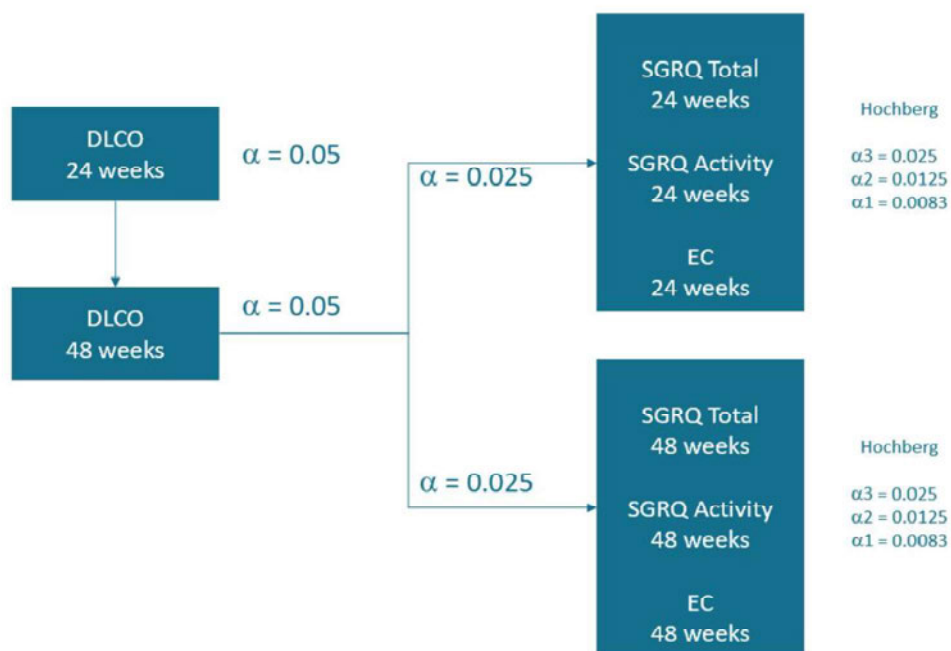 DLCO
24 weeks
α = 0.05
DLCO
48 weeks
α = 0.05
α = 0.025
SGRQ Total
24 weeks
SGRQ Activity
24 weeks
EC
24 weeks
Hochberg
α3 = 0.025
α2 = 0.0125
α1 = 0.0083
α = 0.025
SGRQ Total
48 weeks
SGRQ Activity
48 weeks
EC
48 weeks
Hochberg
α3 = 0.025
α2 = 0.0125
α1 = 0.0083